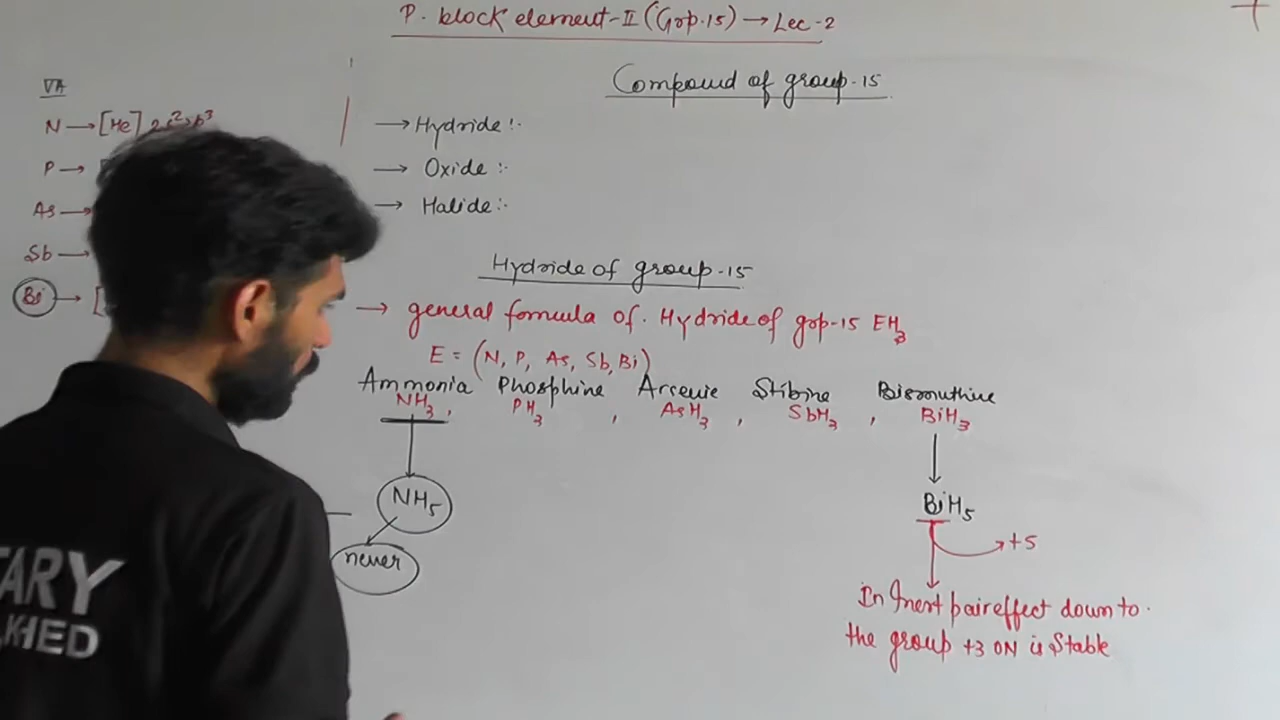 P. block element-II (Grp.15) → Lec-2
Compound of group.15
VA
N → [He] 2s² 2p³
P →
As →
Sb →
Bi → [
→ Hydride :-
→ Oxide :-
→ Halide :-
Hydride of group.15
→ general formula of. Hydride of grp-15 EH₃
E = (N, P, As, Sb, Bi)
Ammonia Phosphine Arsenie Stibine Bismuthine
NH₃, PH₃ , AsH₃ , SbH₃ , BiH₃
NH₅
never
BiH₅
+5
In Inert pair effect down to.
the group +3 ON is Stable
TARY
KHED